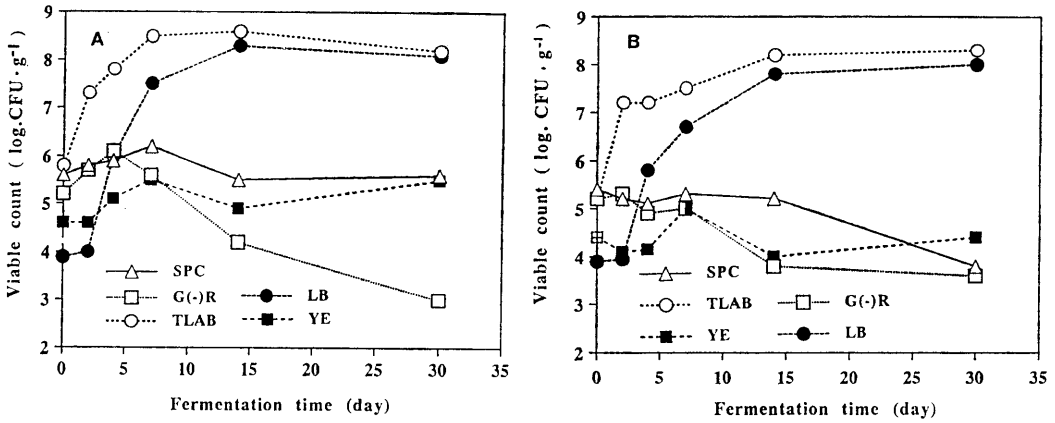 A
9
8
7
6
5
4
3
2
0 5 10 15 20 25 30 35
Viable count ( log.CFU · g⁻¹)
Fermentation time (day)
SPC
G(-)R
TLAB
LB
YE
B
9
8
7
6
5
4
3
2
0 5 10 15 20 25 30 35
Viable count ( log. CFU · g⁻¹)
Fermentation time (day)
SPC
TLAB
YE
G(-)R
LB